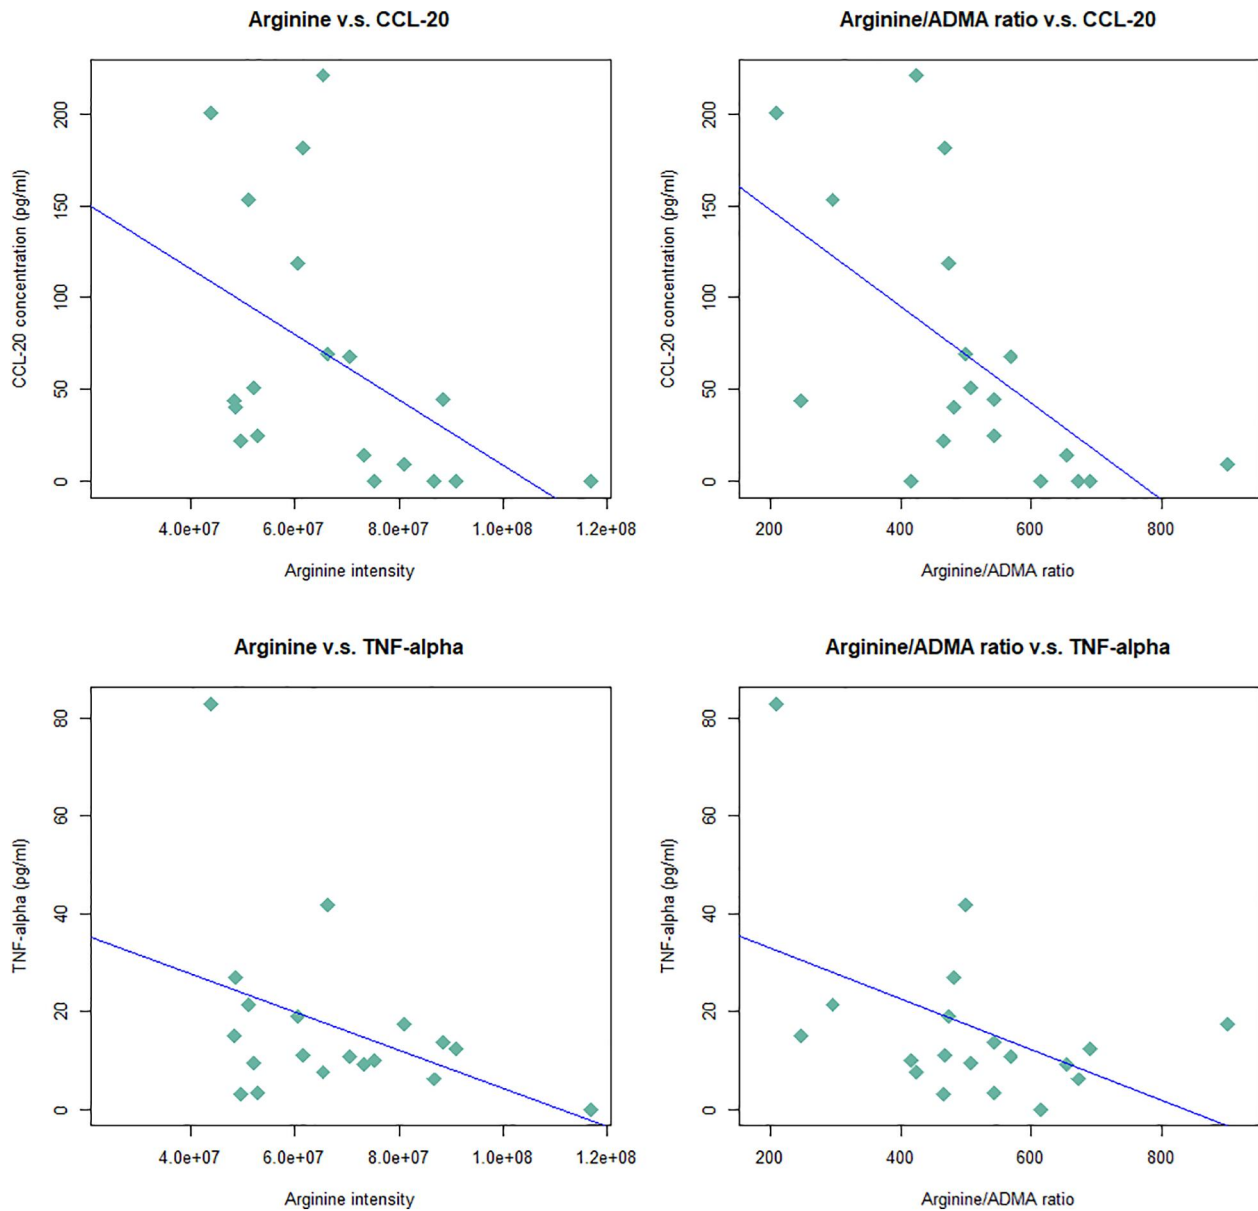 Arginine v.s. CCL-20
CCL-20 concentration (pg/ml)
200
150
100
50
0
4.0e+07 6.0e+07 8.0e+07 1.0e+08 1.2e+08
Arginine intensity
Arginine/ADMA ratio v.s. CCL-20
CCL-20 concentration (pg/ml)
200
150
100
50
0
200 400 600 800
Arginine/ADMA ratio
Arginine v.s. TNF-alpha
TNF-alpha (pg/ml)
80
60
40
20
0
4.0e+07 6.0e+07 8.0e+07 1.0e+08 1.2e+08
Arginine intensity
Arginine/ADMA ratio v.s. TNF-alpha
TNF-alpha (pg/ml)
80
60
40
20
0
200 400 600 800
Arginine/ADMA ratio